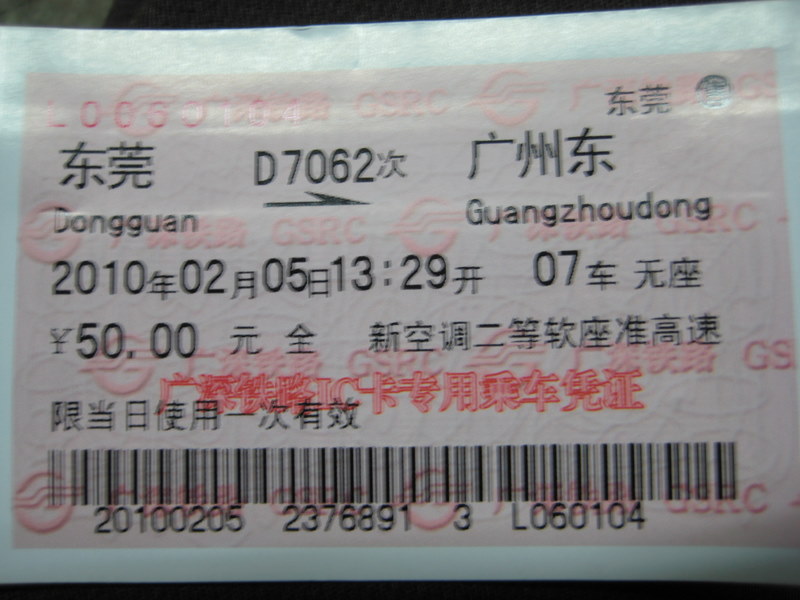 东莞 售
东莞 D7062次 广州东
Dongguan Guangzhoudong
2010年02月05日13:29开 07车 无座
¥50.00 元 全 新空调二等软座准高速
广深铁路IC卡专用乘车凭证
限当日使用一次有效
20100205 2376891 3 L060104